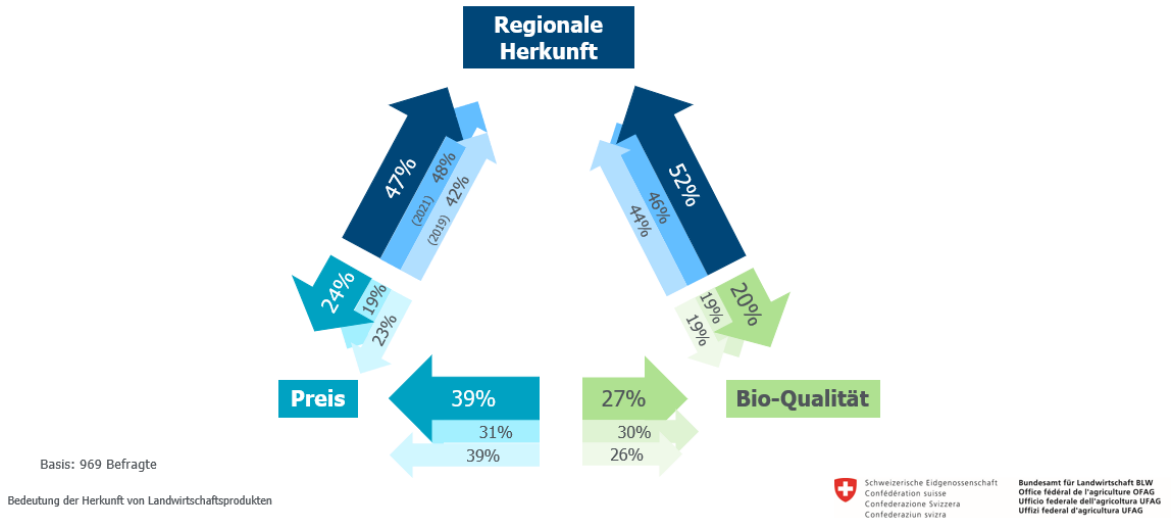 Regionale
Herkunft
47%
48%
(2021)
42%
(2019)
52%
46%
44%
24%
19%
23%
20%
19%
19%
Preis
39%
31%
39%
27%
30%
26%
Bio-Qualität
Basis: 969 Befragte
Bedeutung der Herkunft von Landwirtschaftsprodukten
Schweizerische Eidgenossenschaft
Confédération suisse
Confederazione Svizzera
Confederaziun svizra
Bundesamt für Landwirtschaft BLW
Office fédéral de l'agriculture OFAG
Ufficio federale dell'agricoltura UFAG
Uffizi federal d'agricultura UFAG